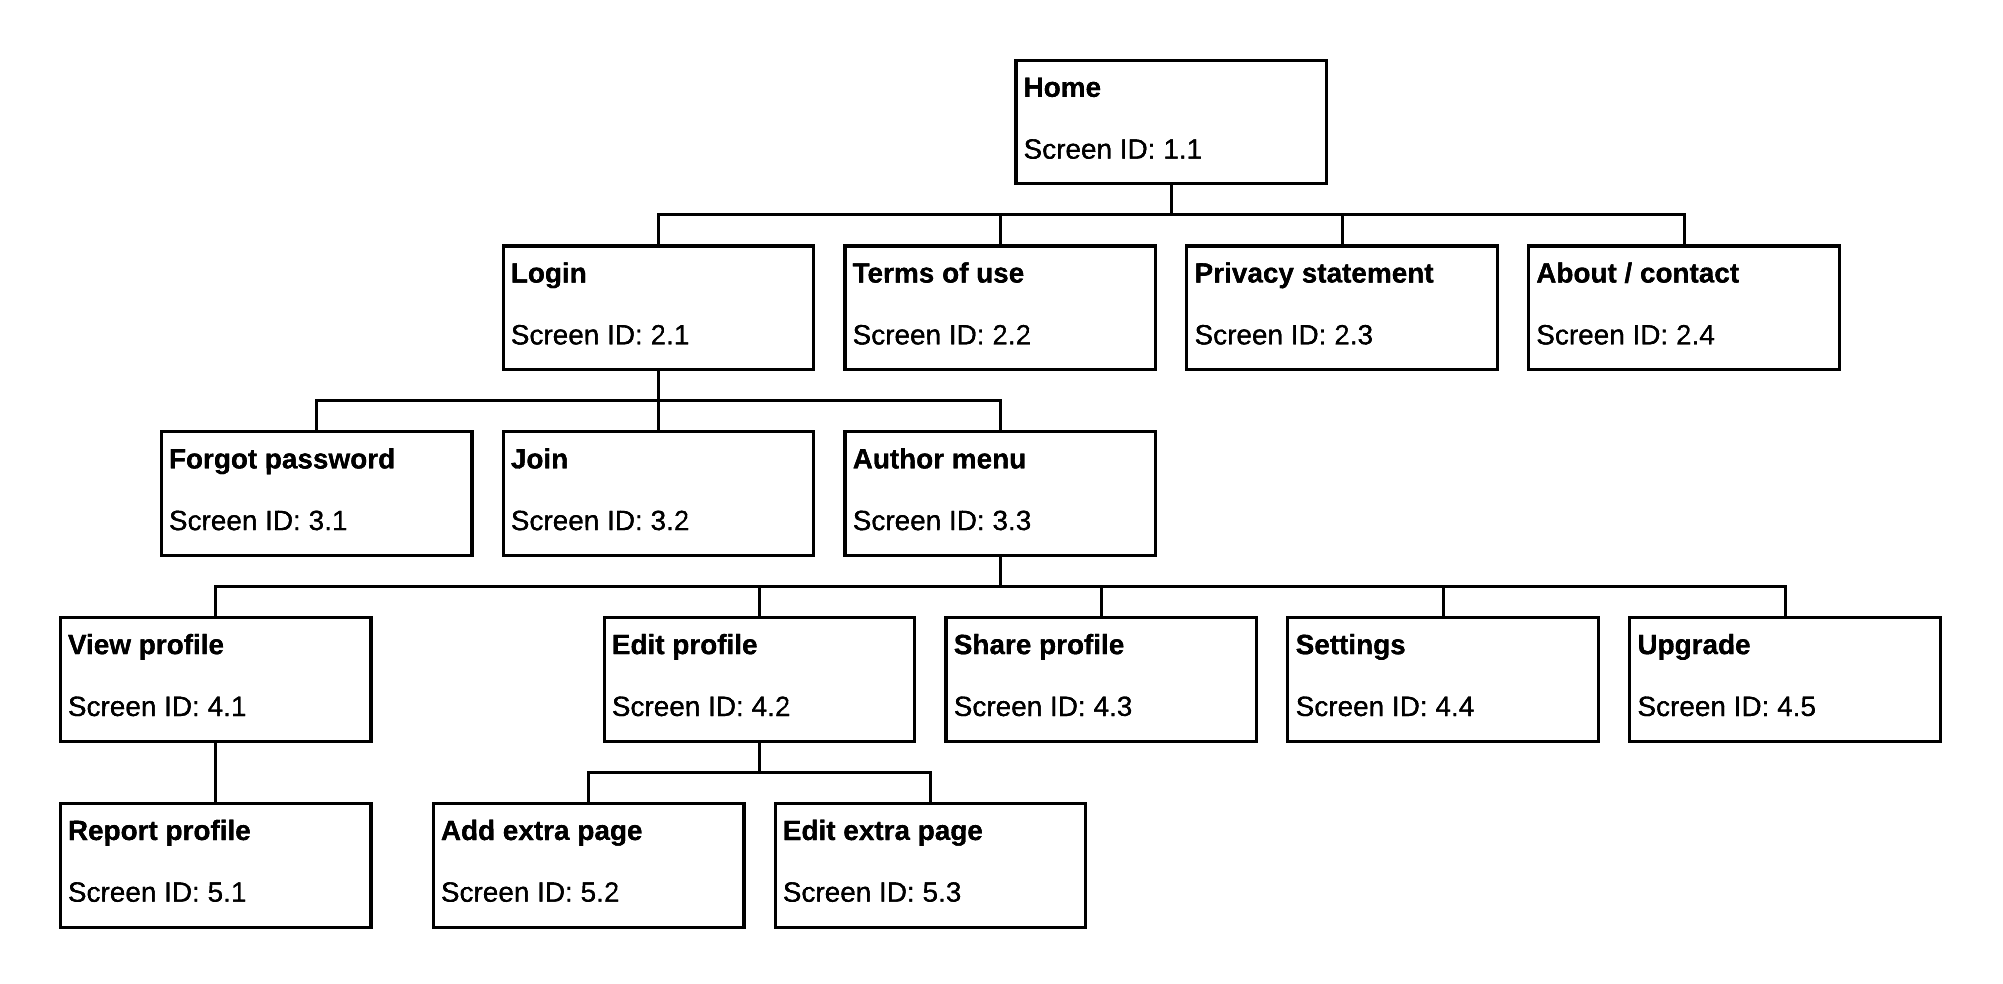 Home
Screen ID: 1.1
Login
Screen ID: 2.1
Terms of use
Screen ID: 2.2
Privacy statement
Screen ID: 2.3
About / contact
Screen ID: 2.4
Forgot password
Screen ID: 3.1
Join
Screen ID: 3.2
Author menu
Screen ID: 3.3
View profile
Screen ID: 4.1
Edit profile
Screen ID: 4.2
Share profile
Screen ID: 4.3
Settings
Screen ID: 4.4
Upgrade
Screen ID: 4.5
Report profile
Screen ID: 5.1
Add extra page
Screen ID: 5.2
Edit extra page
Screen ID: 5.3